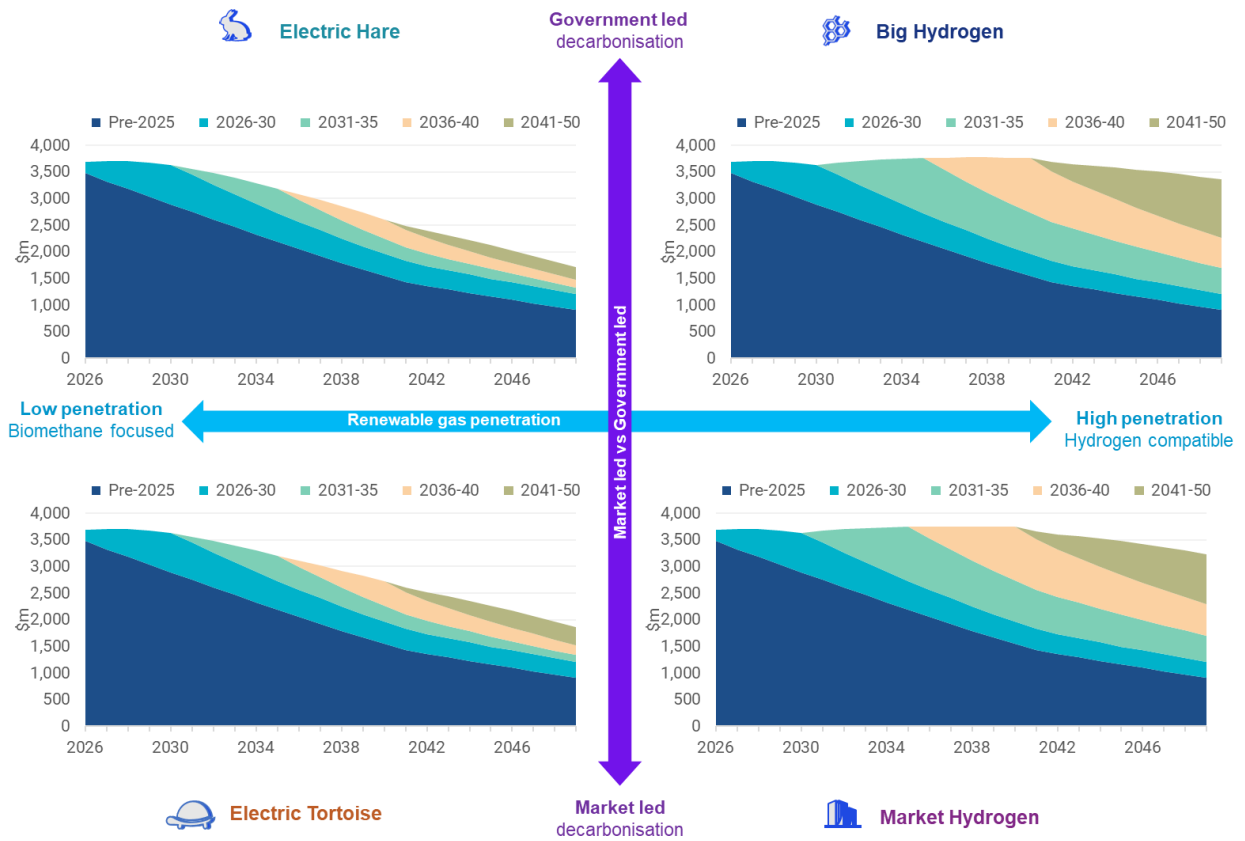 Electric Hare
Government led
decarbonisation
Big Hydrogen
Pre-2025 2026-30 2031-35 2036-40 2041-50
4,000
3,500
3,000
2,500
2,000
1,500
1,000
500
0
$m
2026 2030 2034 2038 2042 2046
Pre-2025 2026-30 2031-35 2036-40 2041-50
4,000
3,500
3,000
2,500
2,000
1,500
1,000
500
0
$m
2026 2030 2034 2038 2042 2046
Low penetration
Biomethane focused
Renewable gas penetration
Market led vs Government led
High penetration
Hydrogen compatible
Pre-2025 2026-30 2031-35 2036-40 2041-50
4,000
3,500
3,000
2,500
2,000
1,500
1,000
500
0
$m
2026 2030 2034 2038 2042 2046
Pre-2025 2026-30 2031-35 2036-40 2041-50
4,000
3,500
3,000
2,500
2,000
1,500
1,000
500
0
$m
2026 2030 2034 2038 2042 2046
Electric Tortoise
Market led
decarbonisation
Market Hydrogen